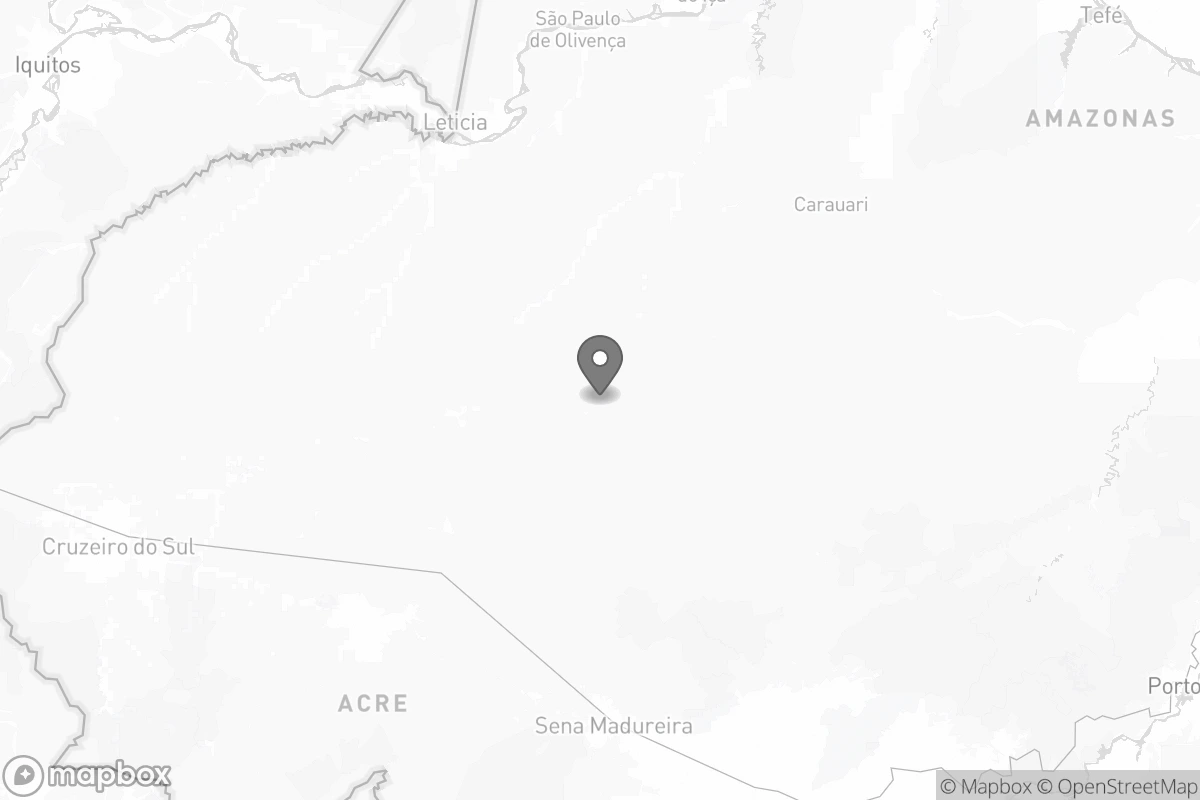 São Paulo
de Olivença
Tefé
Iquitos
Leticia
AMAZONAS
Carauari
Cruzeiro do Sul
ACRE
Sena Madureira
Porto
mapbox
© Mapbox © OpenStreetMap